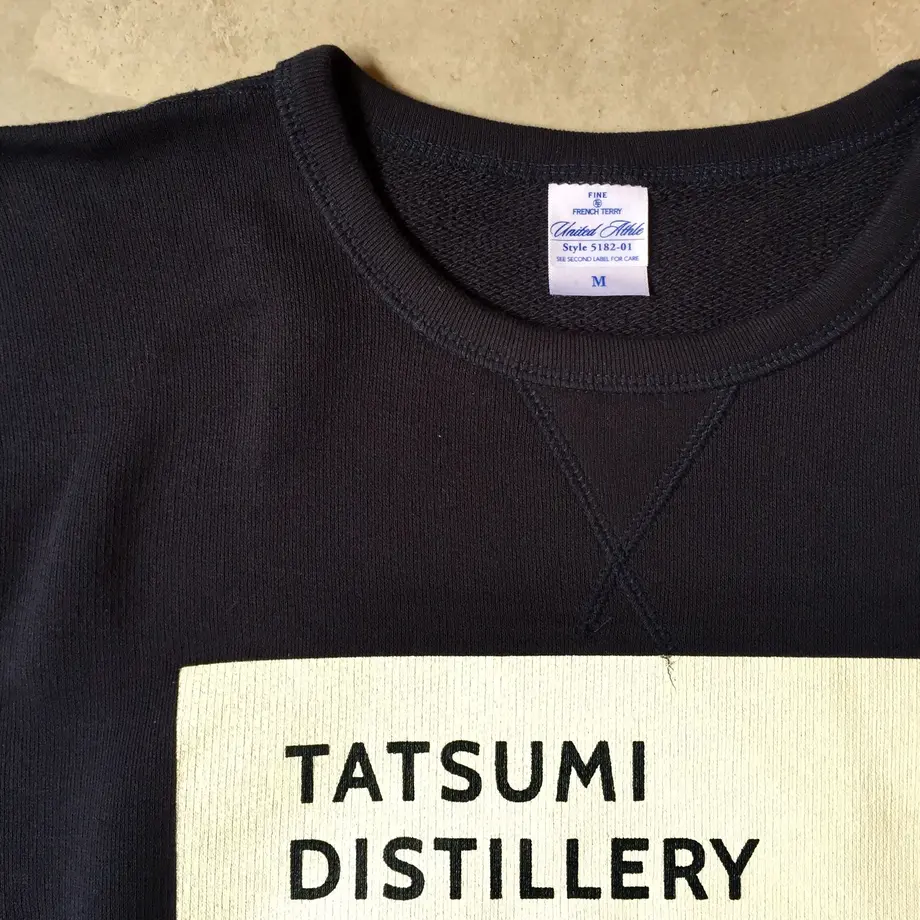 FINE
FRENCH TERRY
United Athle
Style 5182-01
SEE SECOND LABEL FOR CARE
M
TATSUMI
DISTILLERY